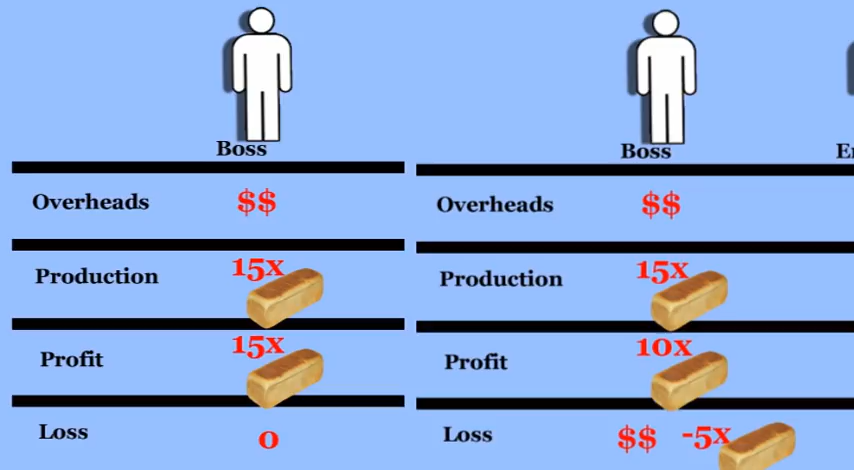 Boss
Overheads $$
Production 15x
Profit 15x
Loss 0
Boss
Overheads $$
Production 15x
Profit 10x
Loss $$ -5x